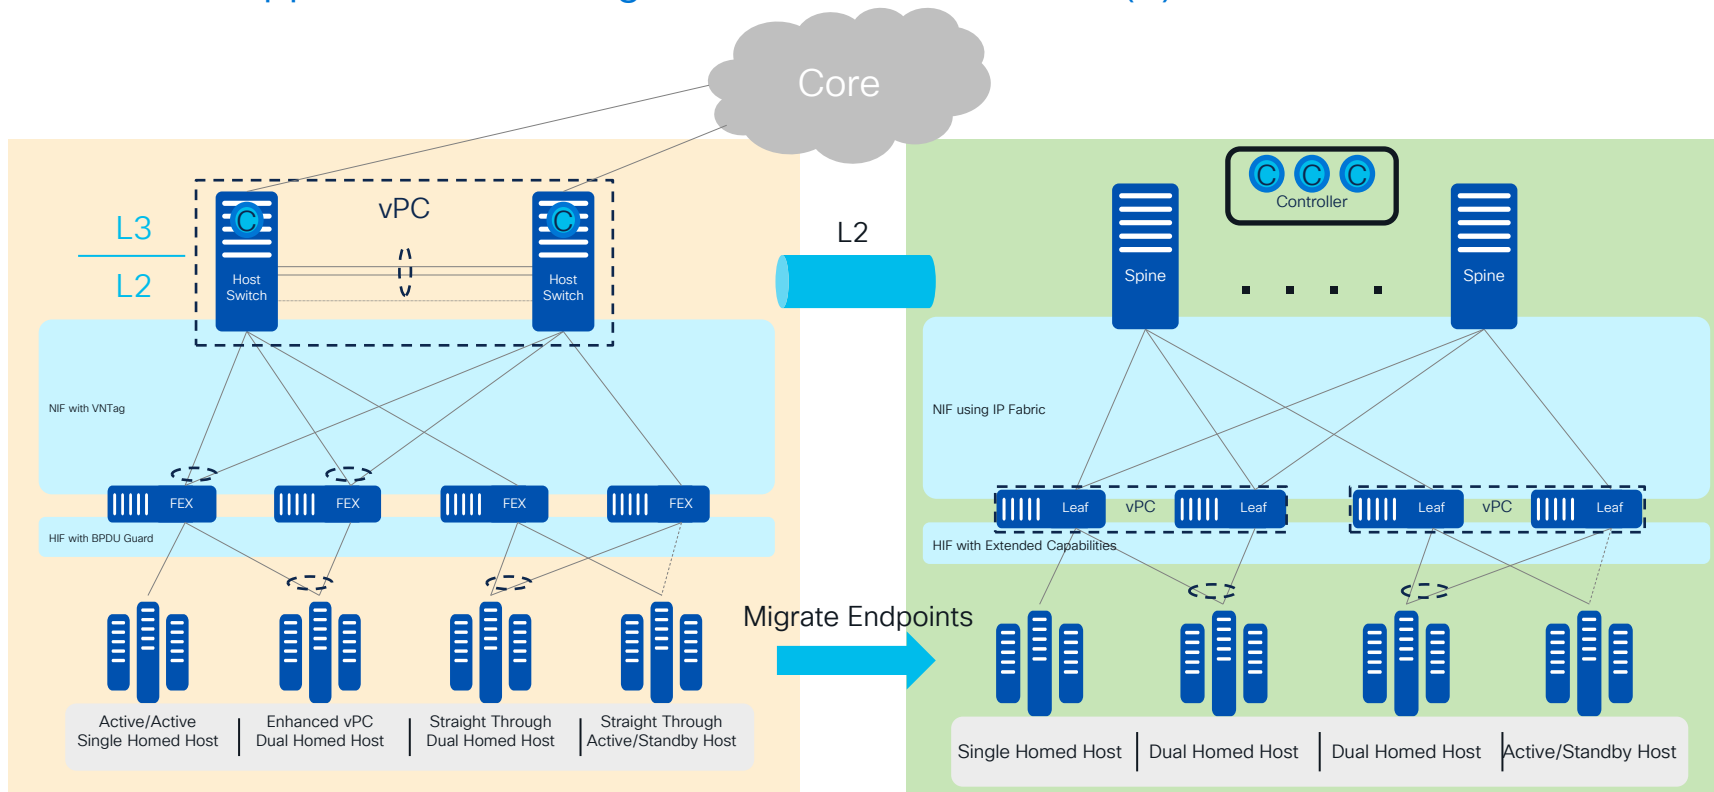 Core
vPC
L3
L2
C
C
Host
Switch
Host
Switch
NIF with VNTag
FEX
FEX
FEX
FEX
HIF with BPDU Guard
Active/Active
Single Homed Host
Enhanced vPC
Dual Homed Host
Straight Through
Dual Homed Host
Straight Through
Active/Standby Host
L2
Migrate Endpoints
C C C
Controller
Spine
Spine
NIF using IP Fabric
Leaf
vPC
Leaf
Leaf
vPC
Leaf
HIF with Extended Capabilities
Single Homed Host
Dual Homed Host
Dual Homed Host
Active/Standby Host